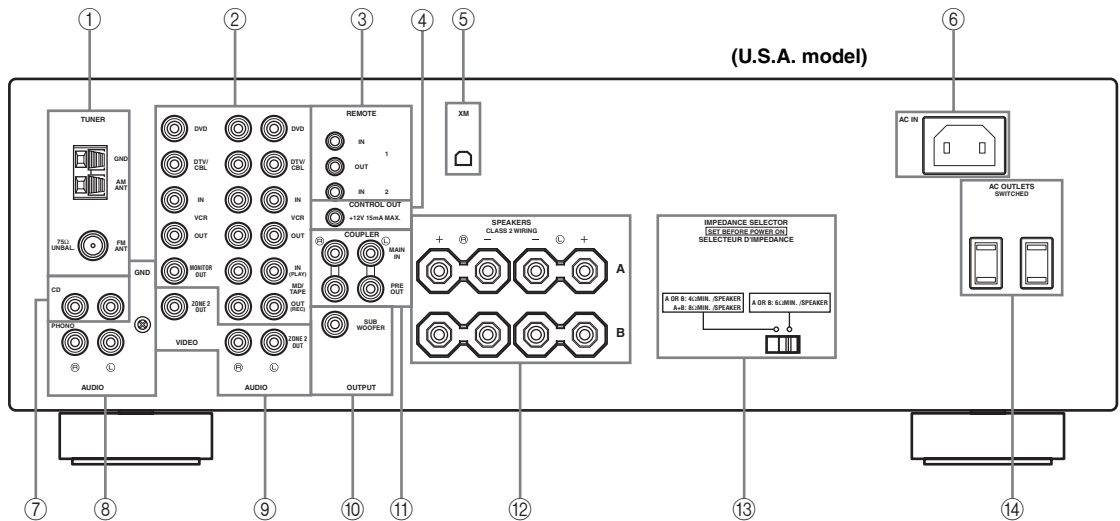 ① ② ③ ④ ⑤ ⑥
(U.S.A. model)
TUNER
GND
AM
ANT
75Ω
UNBAL.
FM
ANT
GND
CD
PHONO
Ⓡ Ⓛ
AUDIO
DVD
DTV/
CBL
IN
VCR
OUT
MONITOR
OUT
ZONE 2
OUT
VIDEO
DVD
DTV/
CBL
IN
VCR
OUT
IN
(PLAY)
MD/
TAPE
OUT
(REC)
ZONE 2
OUT
Ⓡ Ⓛ
AUDIO
REMOTE
IN
1
OUT
IN 2
CONTROL OUT
+12V 15mA MAX.
COUPLER
Ⓡ Ⓛ
MAIN
IN
PRE
OUT
SUB
WOOFER
OUTPUT
XM
SPEAKERS
CLASS 2 WIRING
+ Ⓡ − − Ⓛ +
A
B
IMPEDANCE SELECTOR
SET BEFORE POWER ON
SELECTEUR D'IMPEDANCE
A OR B: 4ΩMIN. /SPEAKER
A+B: 8ΩMIN. /SPEAKER
A OR B: 6ΩMIN. /SPEAKER
AC IN
AC OUTLETS
SWITCHED
⑦ ⑧ ⑨ ⑩ ⑪ ⑫ ⑬ ⑭